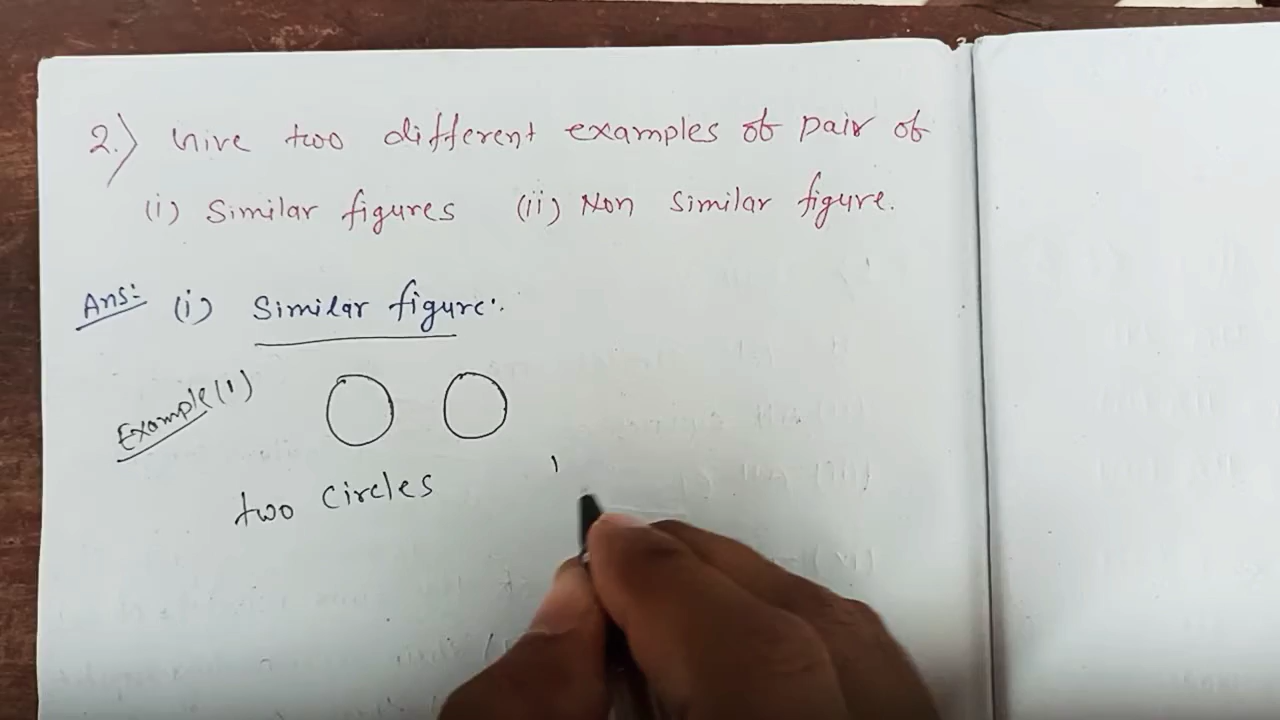 2.) Give two different examples of pair of
(i) Similar figures (ii) Non Similar figure.
Ans: (i) Similar figure:.
Example (1)
two circles